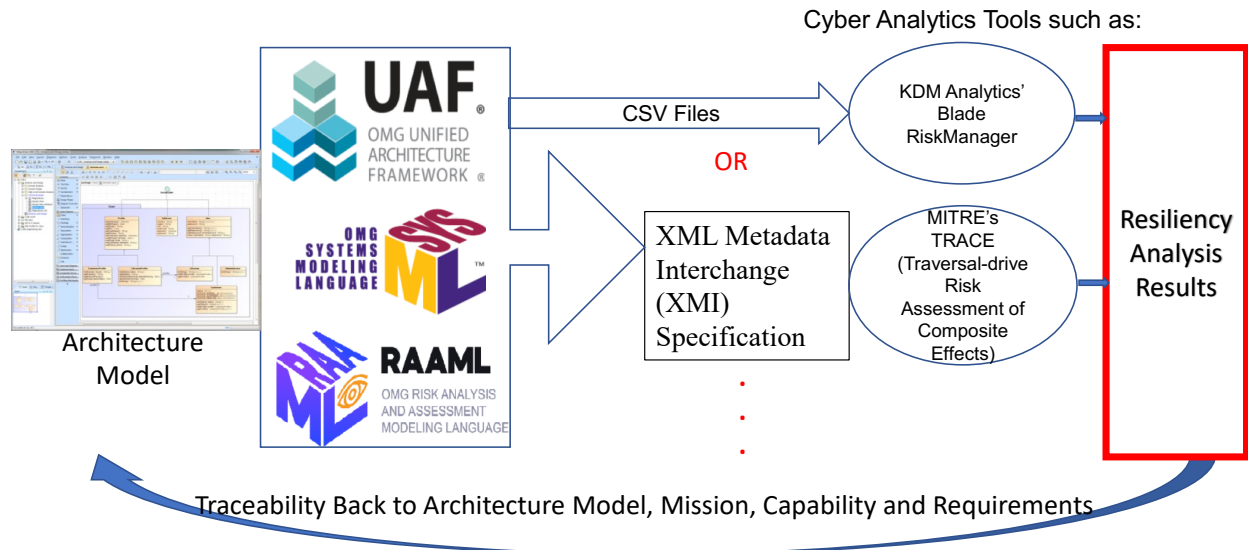 Cyber Analytics Tools such as:
UAF®
OMG UNIFIED
ARCHITECTURE
FRAMEWORK ®
CSV Files
KDM Analytics’
Blade
RiskManager
OR
OMG
SYSTEMS
MODELING
LANGUAGE
SYS
ML™
XML Metadata
Interchange
(XMI)
Specification
MITRE’s
TRACE
(Traversal-drive
Risk
Assessment of
Composite
Effects)
Resiliency
Analysis
Results
Architecture
Model
RAA
ML
RAAML
OMG RISK ANALYSIS
AND ASSESSMENT
MODELING LANGUAGE
.
.
.
Traceability Back to Architecture Model, Mission, Capability and Requirements